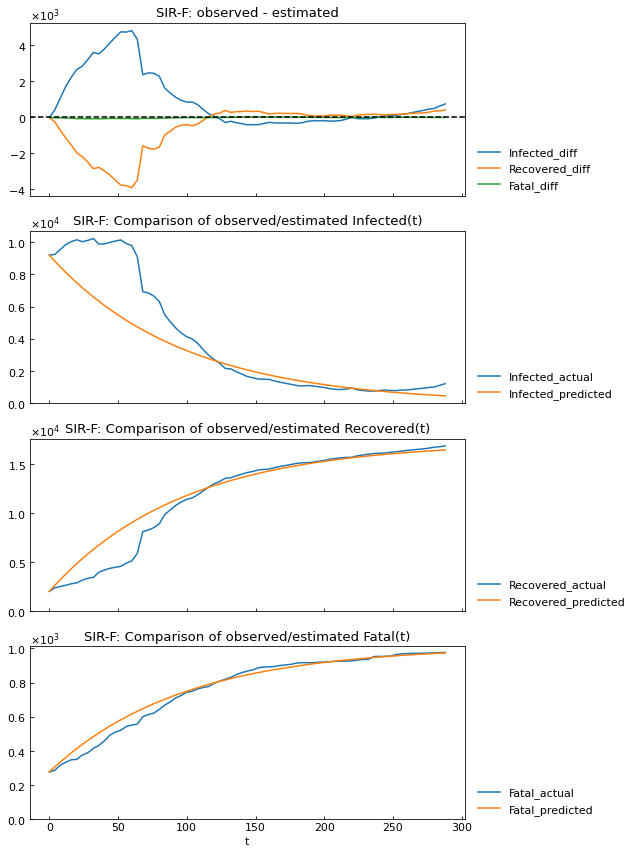 SIR-F: observed - estimated
×10³
4
2
0
−2
−4
Infected_diff
Recovered_diff
Fatal_diff
SIR-F: Comparison of observed/estimated Infected(t)
×10⁴
1.0
0.8
0.6
0.4
0.2
0.0
Infected_actual
Infected_predicted
SIR-F: Comparison of observed/estimated Recovered(t)
×10⁴
1.5
1.0
0.5
0.0
Recovered_actual
Recovered_predicted
SIR-F: Comparison of observed/estimated Fatal(t)
×10³
1.0
0.8
0.6
0.4
0.2
0.0
Fatal_actual
Fatal_predicted
0 50 100 150 200 250 300
t